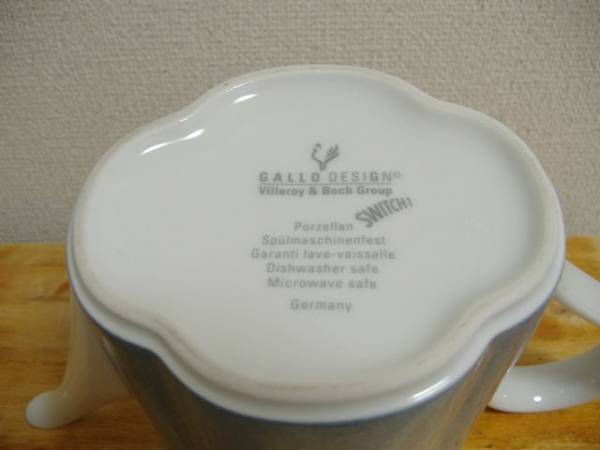 GALLO DESIGN©
Villeroy & Boch Group
SWITCH 1
Porzellan
Spülmaschinenfest
Garanti lave-vaisselle
Dishwasher safe
Microwave safe
Germany